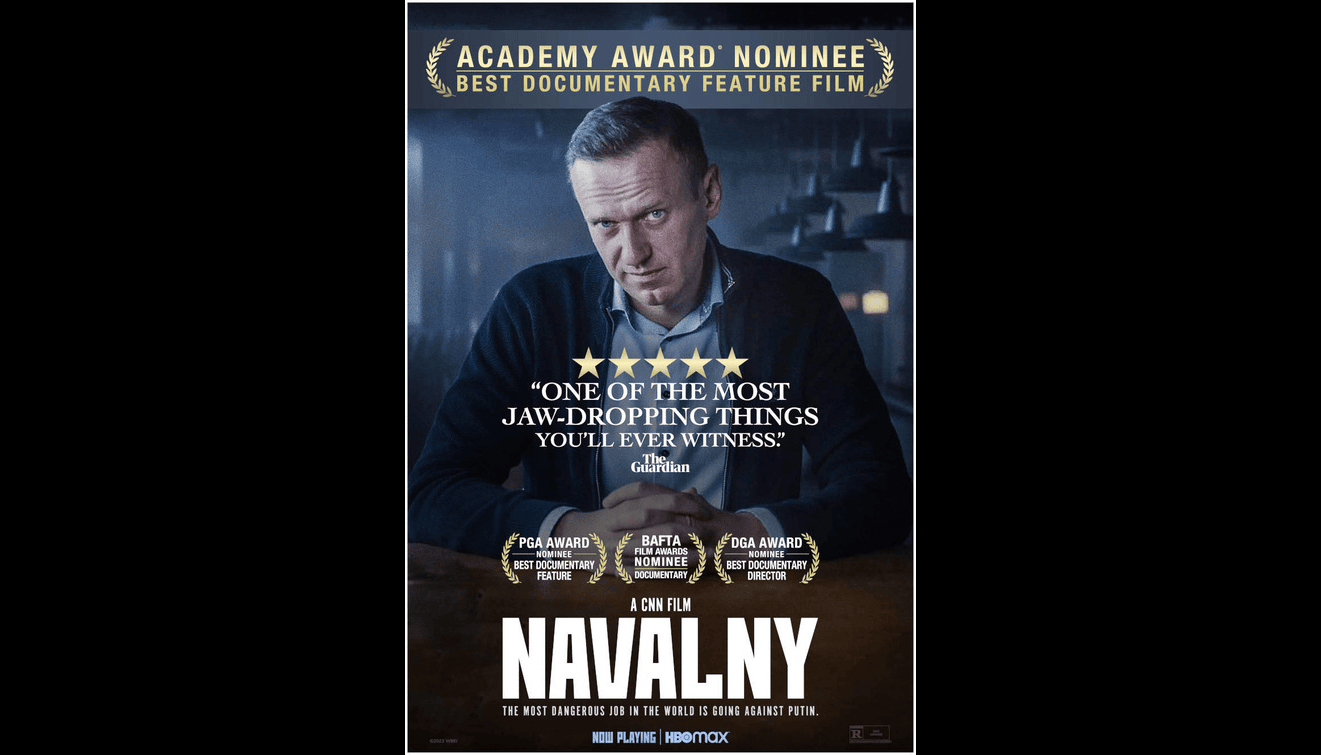 ACADEMY AWARD® NOMINEE
BEST DOCUMENTARY FEATURE FILM
“ONE OF THE MOST
JAW-DROPPING THINGS
YOU’LL EVER WITNESS.”
The
Guardian
PGA AWARD
NOMINEE
BEST DOCUMENTARY
FEATURE
BAFTA
FILM AWARDS
NOMINEE
DOCUMENTARY
DGA AWARD
NOMINEE
BEST DOCUMENTARY
DIRECTOR
A CNN FILM
NAVALNY
THE MOST DANGEROUS JOB IN THE WORLD IS GOING AGAINST PUTIN.
NOW PLAYING | HBOMAX
R